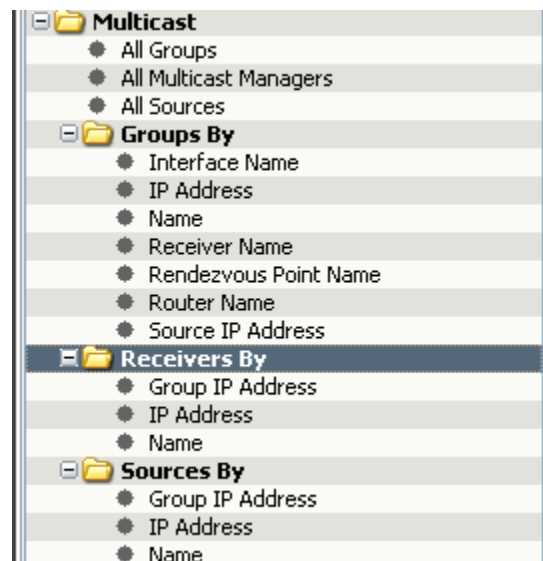 Multicast
All Groups
All Multicast Managers
All Sources
Groups By
Interface Name
IP Address
Name
Receiver Name
Rendezvous Point Name
Router Name
Source IP Address
Receivers By
Group IP Address
IP Address
Name
Sources By
Group IP Address
IP Address
Name